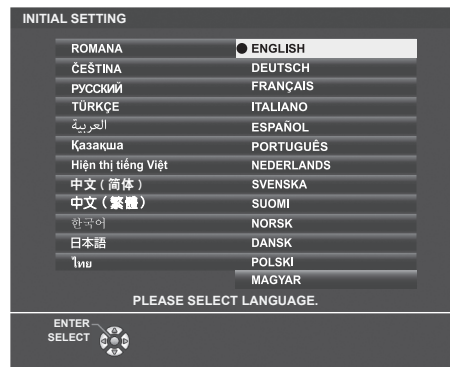 INITIAL SETTING
ROMANA
ČEŠTINA
РУССКИЙ
TÜRKÇE
العربية
Қазақша
Hiện thị tiếng Việt
中文 ( 简体 )
中文 ( 繁體 )
한국어
日本語
ไทย
ENGLISH
DEUTSCH
FRANÇAIS
ITALIANO
ESPAÑOL
PORTUGUÊS
NEDERLANDS
SVENSKA
SUOMI
NORSK
DANSK
POLSKI
MAGYAR
PLEASE SELECT LANGUAGE.
ENTER
SELECT